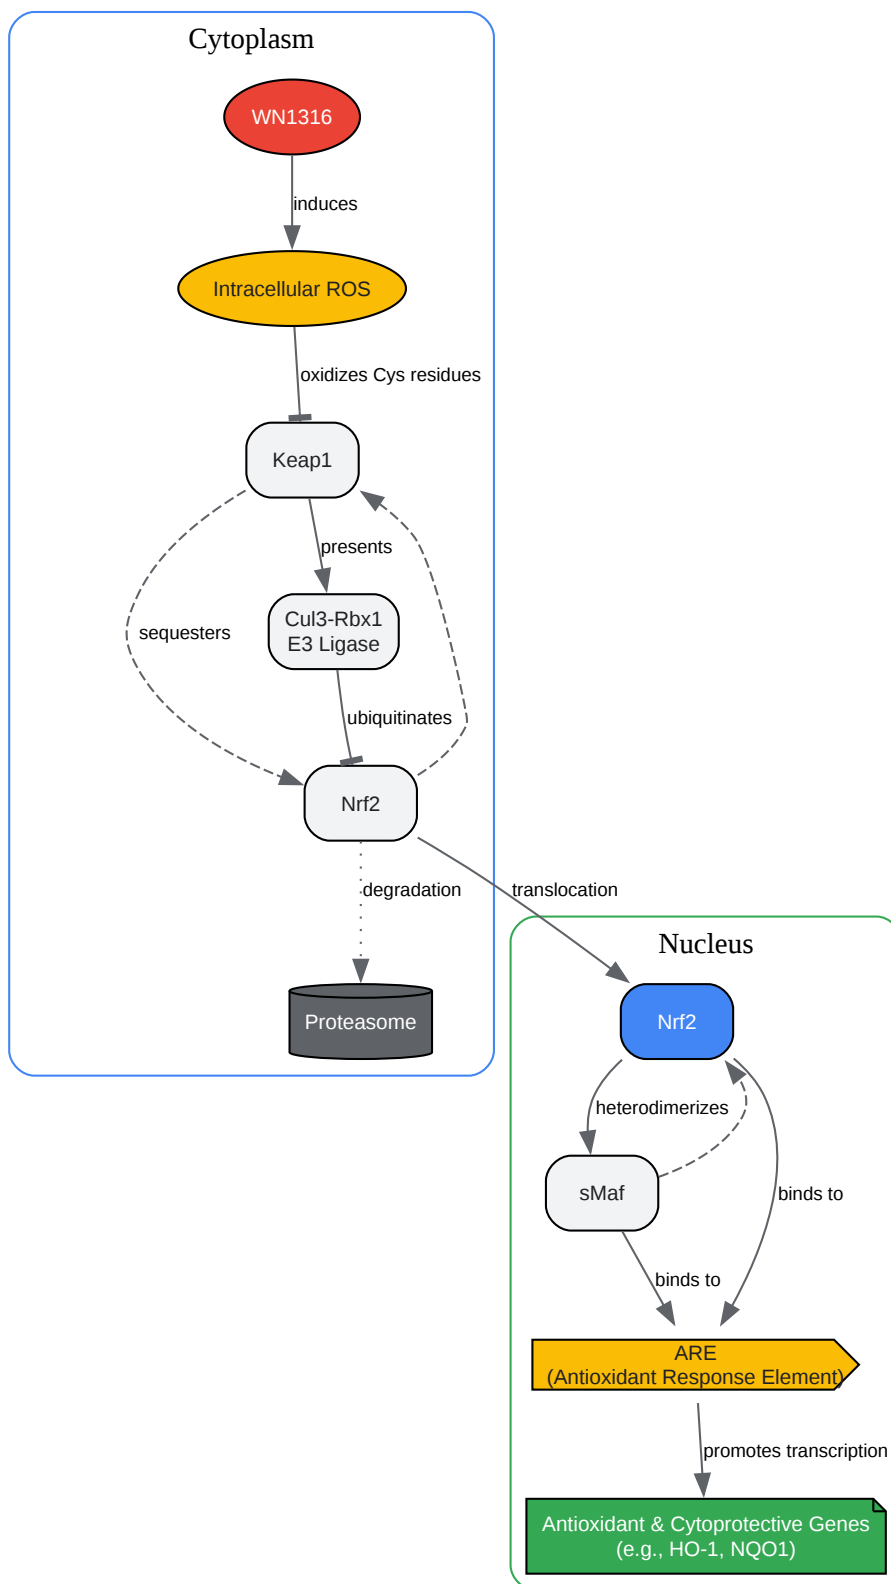 Cytoplasm
WN1316
induces
Intracellular ROS
oxidizes Cys residues
Keap1
presents
Cul3-Rbx1
E3 Ligase
sequesters
ubiquitinates
Nrf2
degradation
translocation
Proteasome
Nucleus
Nrf2
heterodimerizes
sMaf
binds to
binds to
ARE
(Antioxidant Response Element)
promotes transcription
Antioxidant & Cytoprotective Genes
(e.g., HO-1, NQO1)